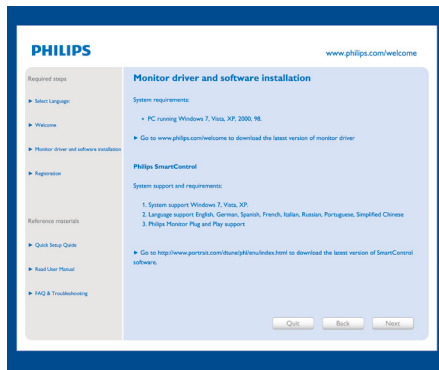 PHILIPS
www.philips.com/welcome
Required steps
► Select Language:
► Welcome
► Monitor driver and software installation
► Registration
Reference materials
► Quick Setup Quide
► Read User Manual
► FAQ & Troubleshooting
Monitor driver and software installation
System requirements:
• PC running Windows 7, Vista, XP, 2000, 98.
► Go to www.philips.com/welcome to download the latest version of monitor driver
Philips SmartControl
System support and requirements:
1. System support Windows 7, Vista, XP.
2. Language support English, German, Spanish, French, Italian, Russian, Portuguese, Simplified Chinese
3. Philips Monitor Plug and Play support
► Go to http://www.portrait.com/dtune/phl/enu/index.html to download the latest version of SmartControl
software.
Quit
Back
Next